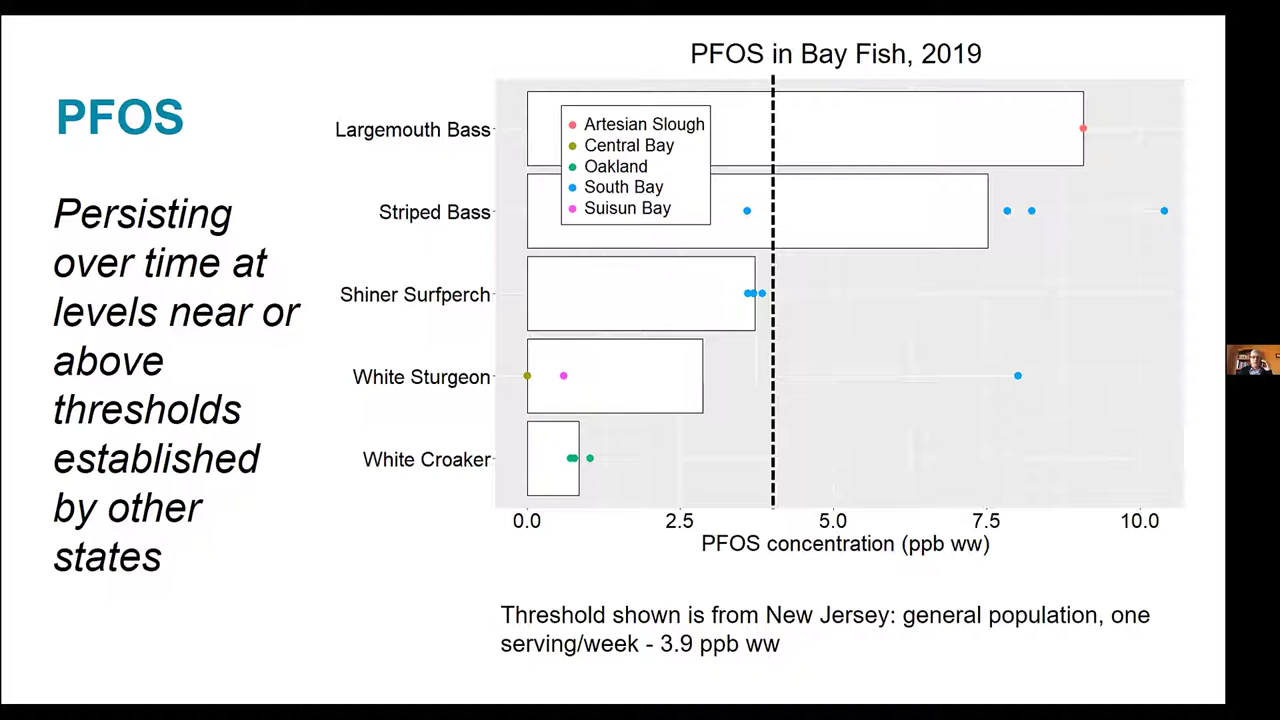 PFOS
Persisting
over time at
levels near or
above
thresholds
established
by other
states
PFOS in Bay Fish, 2019
Largemouth Bass
Striped Bass
Shiner Surfperch
White Sturgeon
White Croaker
Artesian Slough
Central Bay
Oakland
South Bay
Suisun Bay
0.0 2.5 5.0 7.5 10.0
PFOS concentration (ppb ww)
Threshold shown is from New Jersey: general population, one
serving/week - 3.9 ppb ww